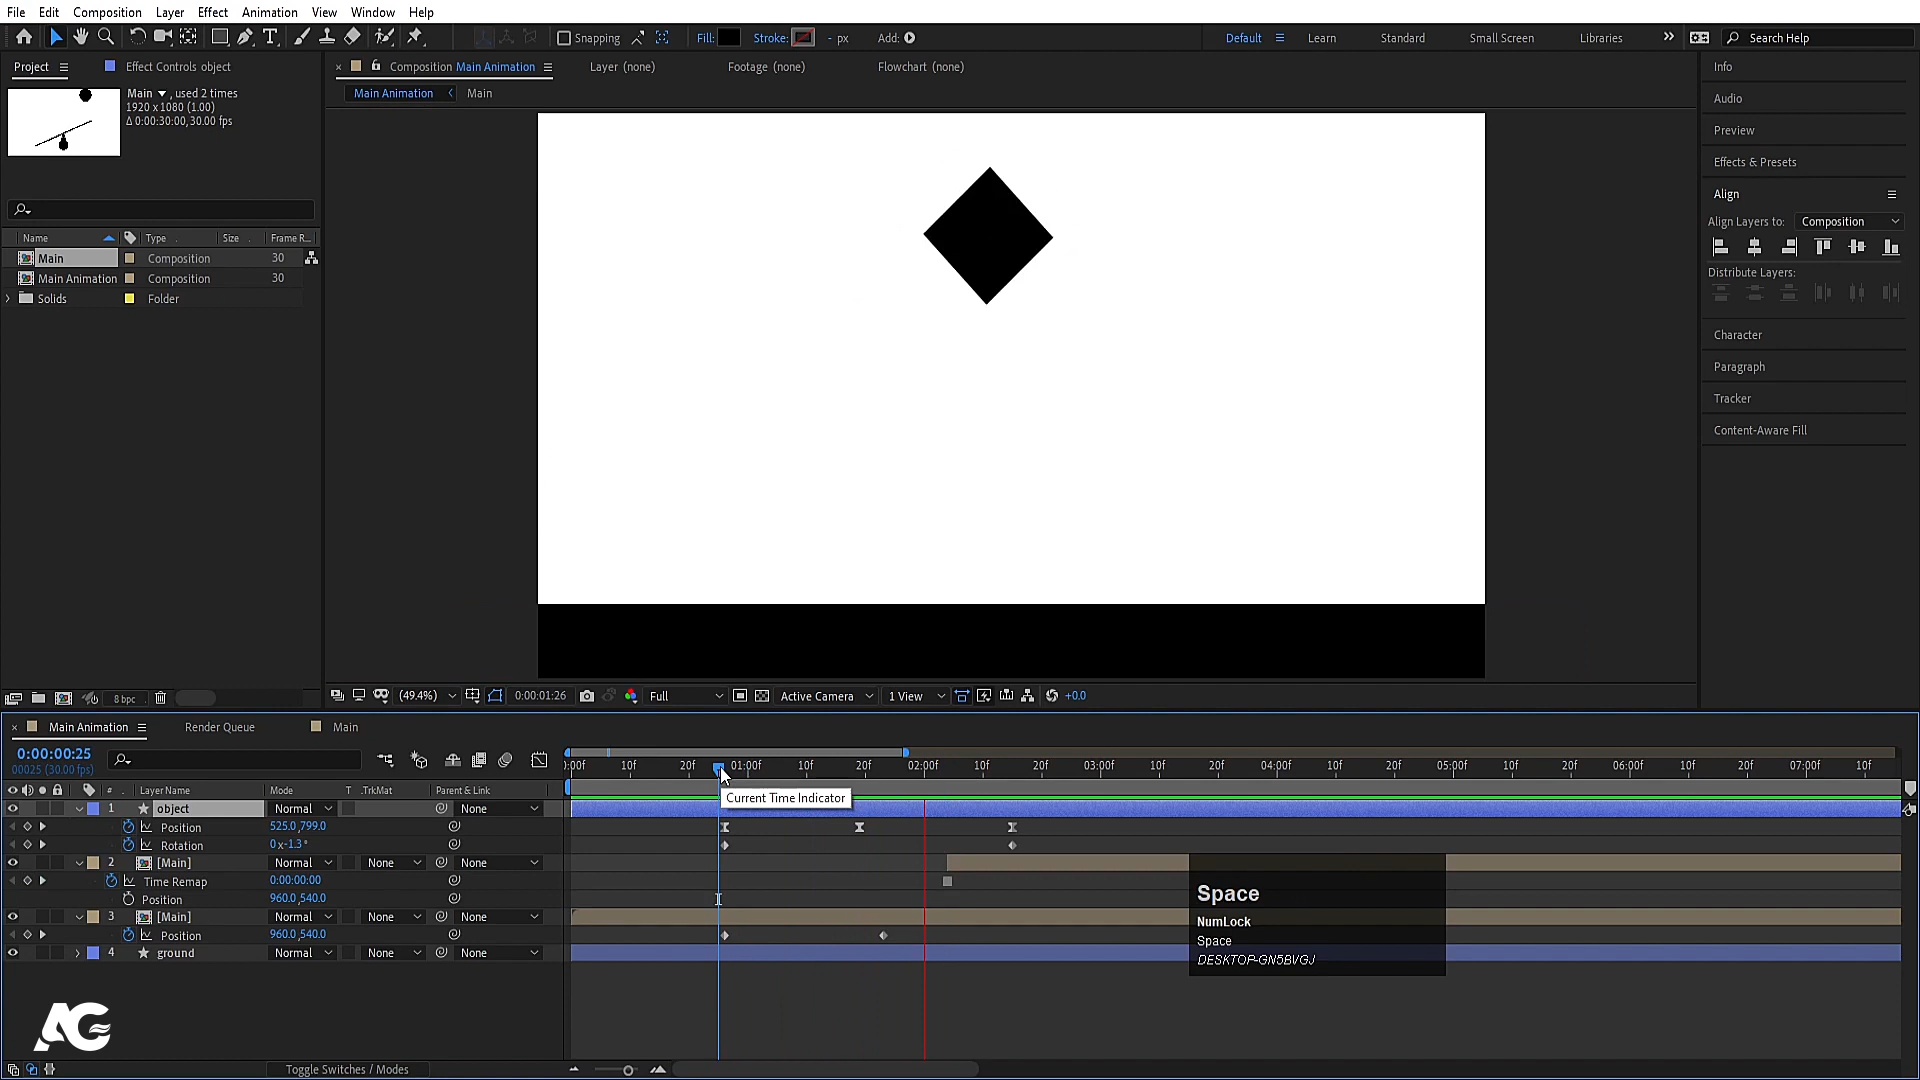 File Edit Composition Layer Effect Animation View Window Help
Snapping Fill: Stroke: - px Add: Default Learn Standard Small Screen Libraries Search Help
Project Effect Controls object Composition Main Animation Layer (none) Footage (none) Flowchart (none) Info
Main , used 2 times
1920 x 1080 (1.00)
Δ 0:00:30:00, 30.00 fps
Main Animation Main
Audio
Preview
Effects & Presets
Align
Align Layers to: Composition
Distribute Layers:
Character
Paragraph
Tracker
Content-Aware Fill
Name Type Size Frame R...
Main Composition 30
Main Animation Composition 30
Solids Folder
8 bpc (49.4%) 0:00:01:26 Full Active Camera 1 View +0.0
Main Animation Render Queue Main
0:00:00:25
00025 (30.00 fps)
:00f 10f 20f 01:00f 10f 20f 02:00f 10f 20f 03:00f 10f 20f 04:00f 10f 20f 05:00f 10f 20f 06:00f 10f 20f 07:00f 10f
# Layer Name Mode T .TrkMat Parent & Link
Current Time Indicator
1 object Normal None
Position 525.0,799.0
Rotation 0x-1.3°
2 [Main] Normal None None
Time Remap 0:00:00:00
Position 960.0,540.0
3 [Main] Normal None None
Position 960.0,540.0
4 ground Normal None None
Space
NumLock
Space
DESKTOP-GN5BVGJ
AG
Toggle Switches / Modes